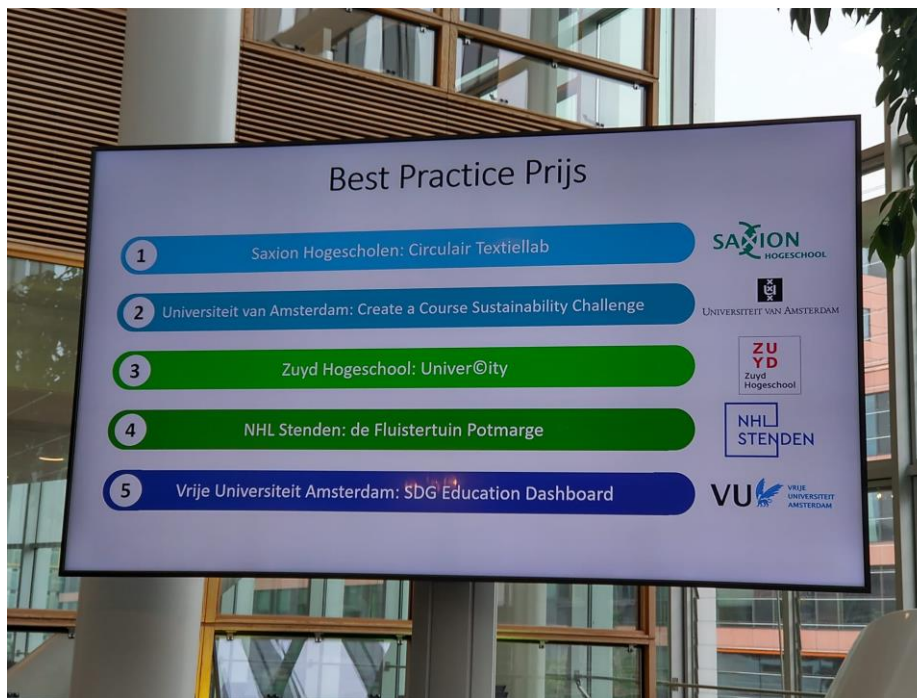 Best Practice Prijs
1 Saxion Hogescholen: Circulair Textiellab
SAXION
HOGESCHOOL
2 Universiteit van Amsterdam: Create a Course Sustainability Challenge
UNIVERSITEIT VAN AMSTERDAM
3 Zuyd Hogeschool: Univer©ity
ZU
YD
Zuyd
Hogeschool
4 NHL Stenden: de Fluistertuin Potmarge
NHL
STENDEN
5 Vrije Universiteit Amsterdam: SDG Education Dashboard
VU
VRIJE
UNIVERSITEIT
AMSTERDAM